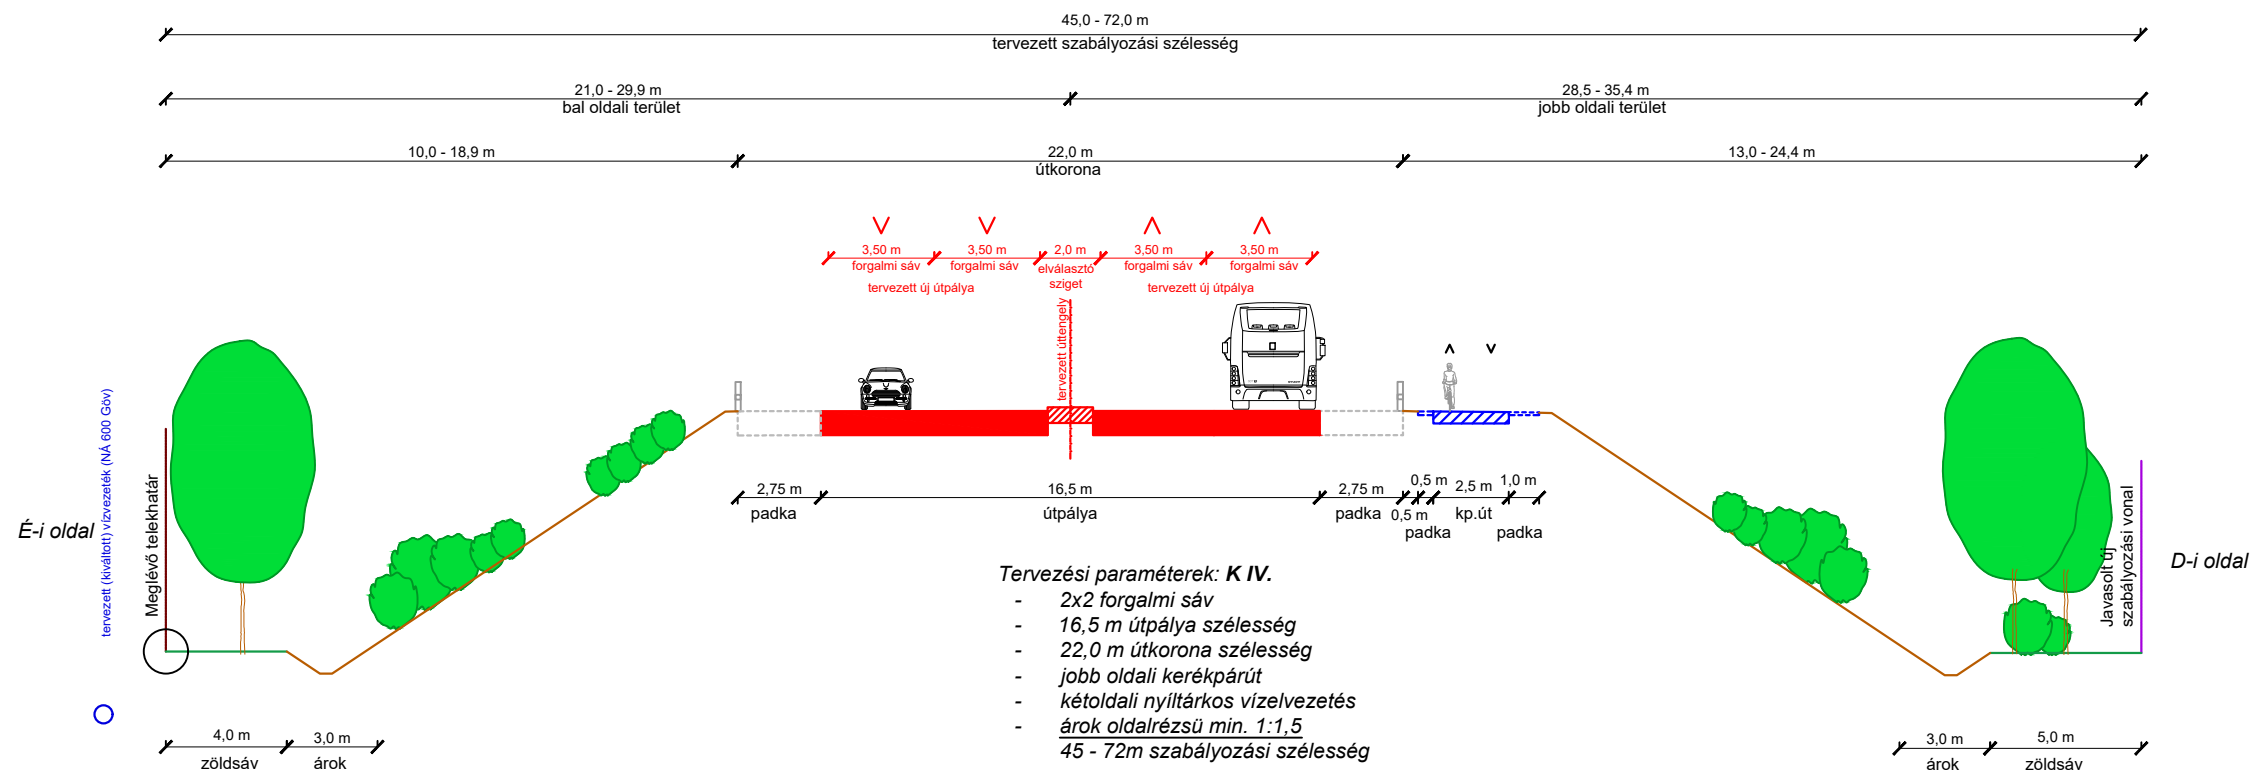 45,0 - 72,0 m
tervezett szabályozási szélesség
21,0 - 29,9 m
bal oldali terület
28,5 - 35,4 m
jobb oldali terület
10,0 - 18,9 m
22,0 m
útkorona
13,0 - 24,4 m
3,50 m
3,50 m
2,0 m
3,50 m
3,50 m
forgalmi sáv
forgalmi sáv
elválasztó
sziget
forgalmi sáv
forgalmi sáv
tervezett új útpálya
tervezett új útpálya
tervezett úttengely
É-i oldal
tervezett (kiváltott) vízvezeték (NÁ 600 Göv)
Meglévő telekhatár
2,75 m
padka
16,5 m
útpálya
2,75 m
padka
0,5 m
0,5 m
padka
2,5 m
kp.út
1,0 m
padka
Javasolt új
szabályozási vonal
D-i oldal
Tervezési paraméterek: K IV.
- 2x2 forgalmi sáv
- 16,5 m útpálya szélesség
- 22,0 m útkorona szélesség
- jobb oldali kerékpárút
- kétoldali nyíltárkos vízelvezetés
- árok oldalrézsü min. 1:1,5
45 - 72m szabályozási szélesség
4,0 m
zöldsáv
3,0 m
árok
3,0 m
árok
5,0 m
zöldsáv